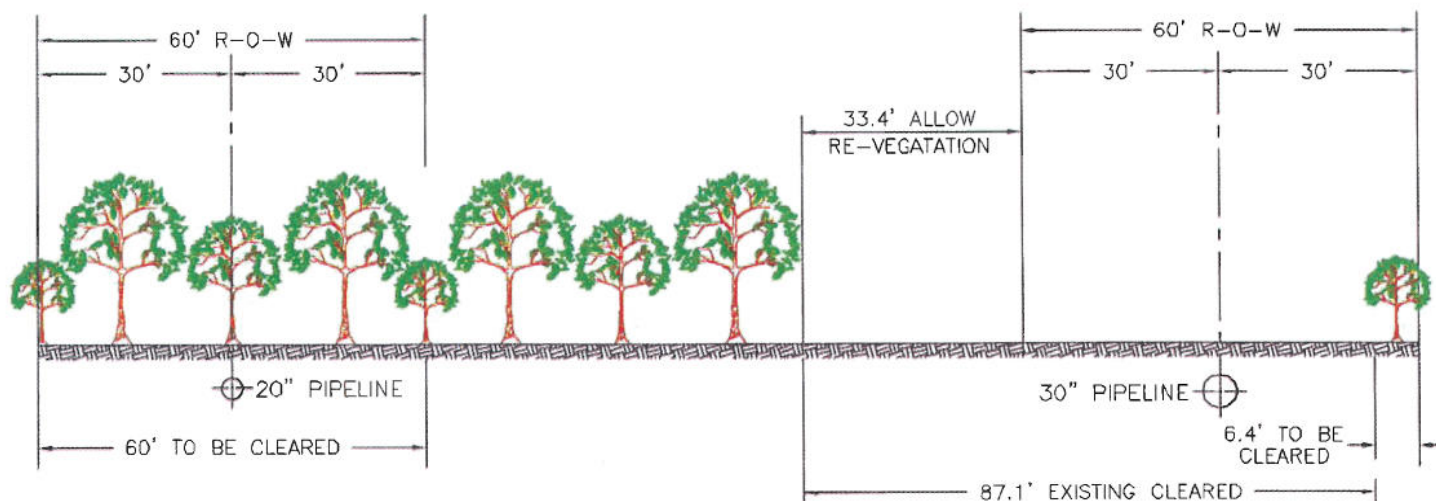 60' R-O-W
60' R-O-W
30'
30'
30'
30'
33.4' ALLOW
RE-VEGATATION
20" PIPELINE
30" PIPELINE
60' TO BE CLEARED
6.4' TO BE
CLEARED
87.1' EXISTING CLEARED